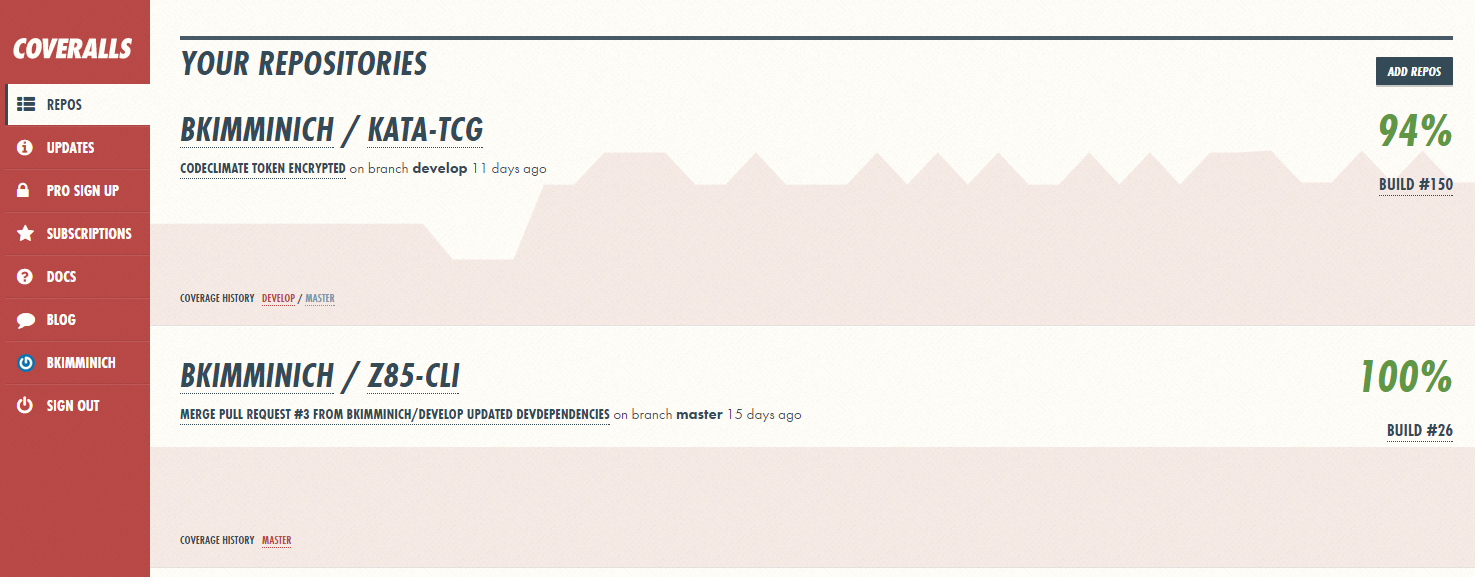 COVERALLS
REPOS
UPDATES
PRO SIGN UP
SUBSCRIPTIONS
DOCS
BLOG
BKIMMINICH
SIGN OUT
YOUR REPOSITORIES
ADD REPOS
BKIMMINICH / KATA-TCG
94%
CODECLIMATE TOKEN ENCRYPTED on branch develop 11 days ago
BUILD #150
COVERAGE HISTORY DEVELOP / MASTER
BKIMMINICH / Z85-CLI
100%
MERGE PULL REQUEST #3 FROM BKIMMINICH/DEVELOP UPDATED DEVDEPENDENCIES on branch master 15 days ago
BUILD #26
COVERAGE HISTORY MASTER